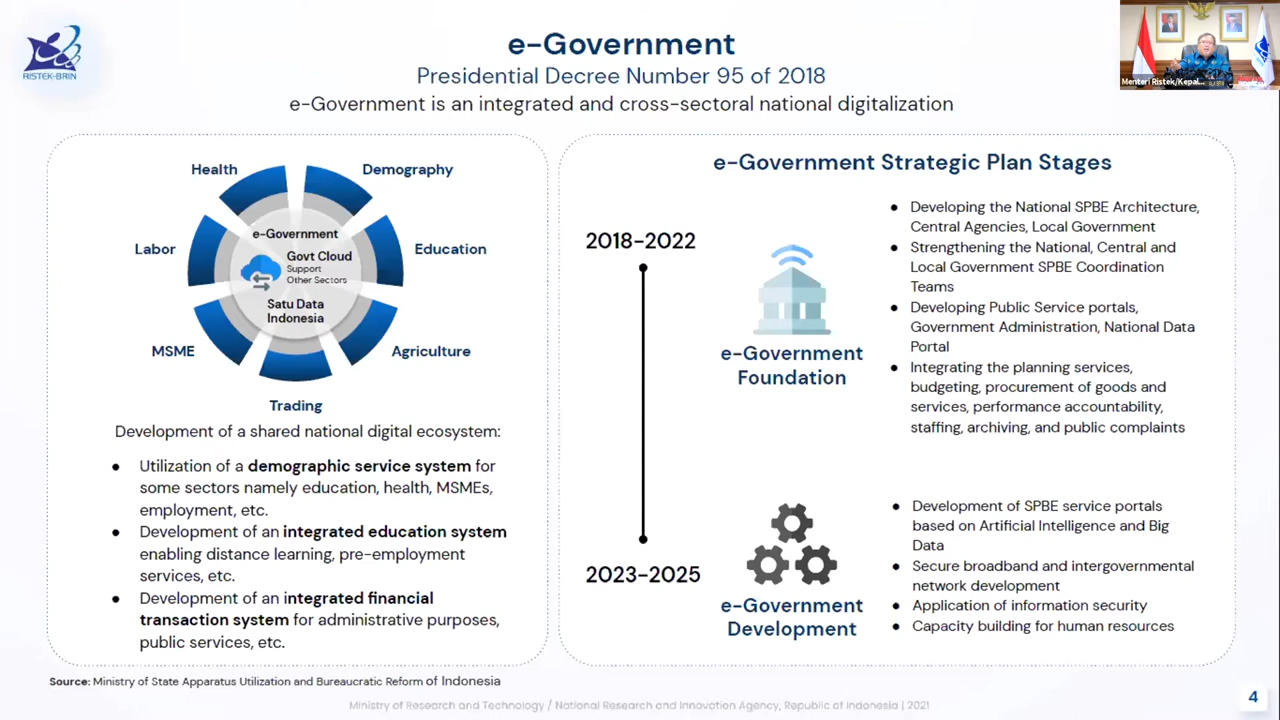 RISTEK-BRIN
e-Government
Presidential Decree Number 95 of 2018
e-Government is an integrated and cross-sectoral national digitalization
Menteri Ristek/Kepal...
Health
Demography
Labor
Education
MSME
Agriculture
Trading
e-Government
Govt Cloud
Support
Other Sectors
Satu Data
Indonesia
Development of a shared national digital ecosystem:
● Utilization of a demographic service system for
some sectors namely education, health, MSMEs,
employment, etc.
● Development of an integrated education system
enabling distance learning, pre-employment
services, etc.
● Development of an integrated financial
transaction system for administrative purposes,
public services, etc.
e-Government Strategic Plan Stages
2018-2022
e-Government
Foundation
● Developing the National SPBE Architecture,
Central Agencies, Local Government
● Strengthening the National, Central and
Local Government SPBE Coordination
Teams
● Developing Public Service portals,
Government Administration, National Data
Portal
● Integrating the planning services,
budgeting, procurement of goods and
services, performance accountability,
staffing, archiving, and public complaints
2023-2025
e-Government
Development
● Development of SPBE service portals
based on Artificial Intelligence and Big
Data
● Secure broadband and intergovernmental
network development
● Application of information security
● Capacity building for human resources
Source: Ministry of State Apparatus Utilization and Bureaucratic Reform of Indonesia
Ministry of Research and Technology / National Research and Innovation Agency, Republic of Indonesia | 2021
4